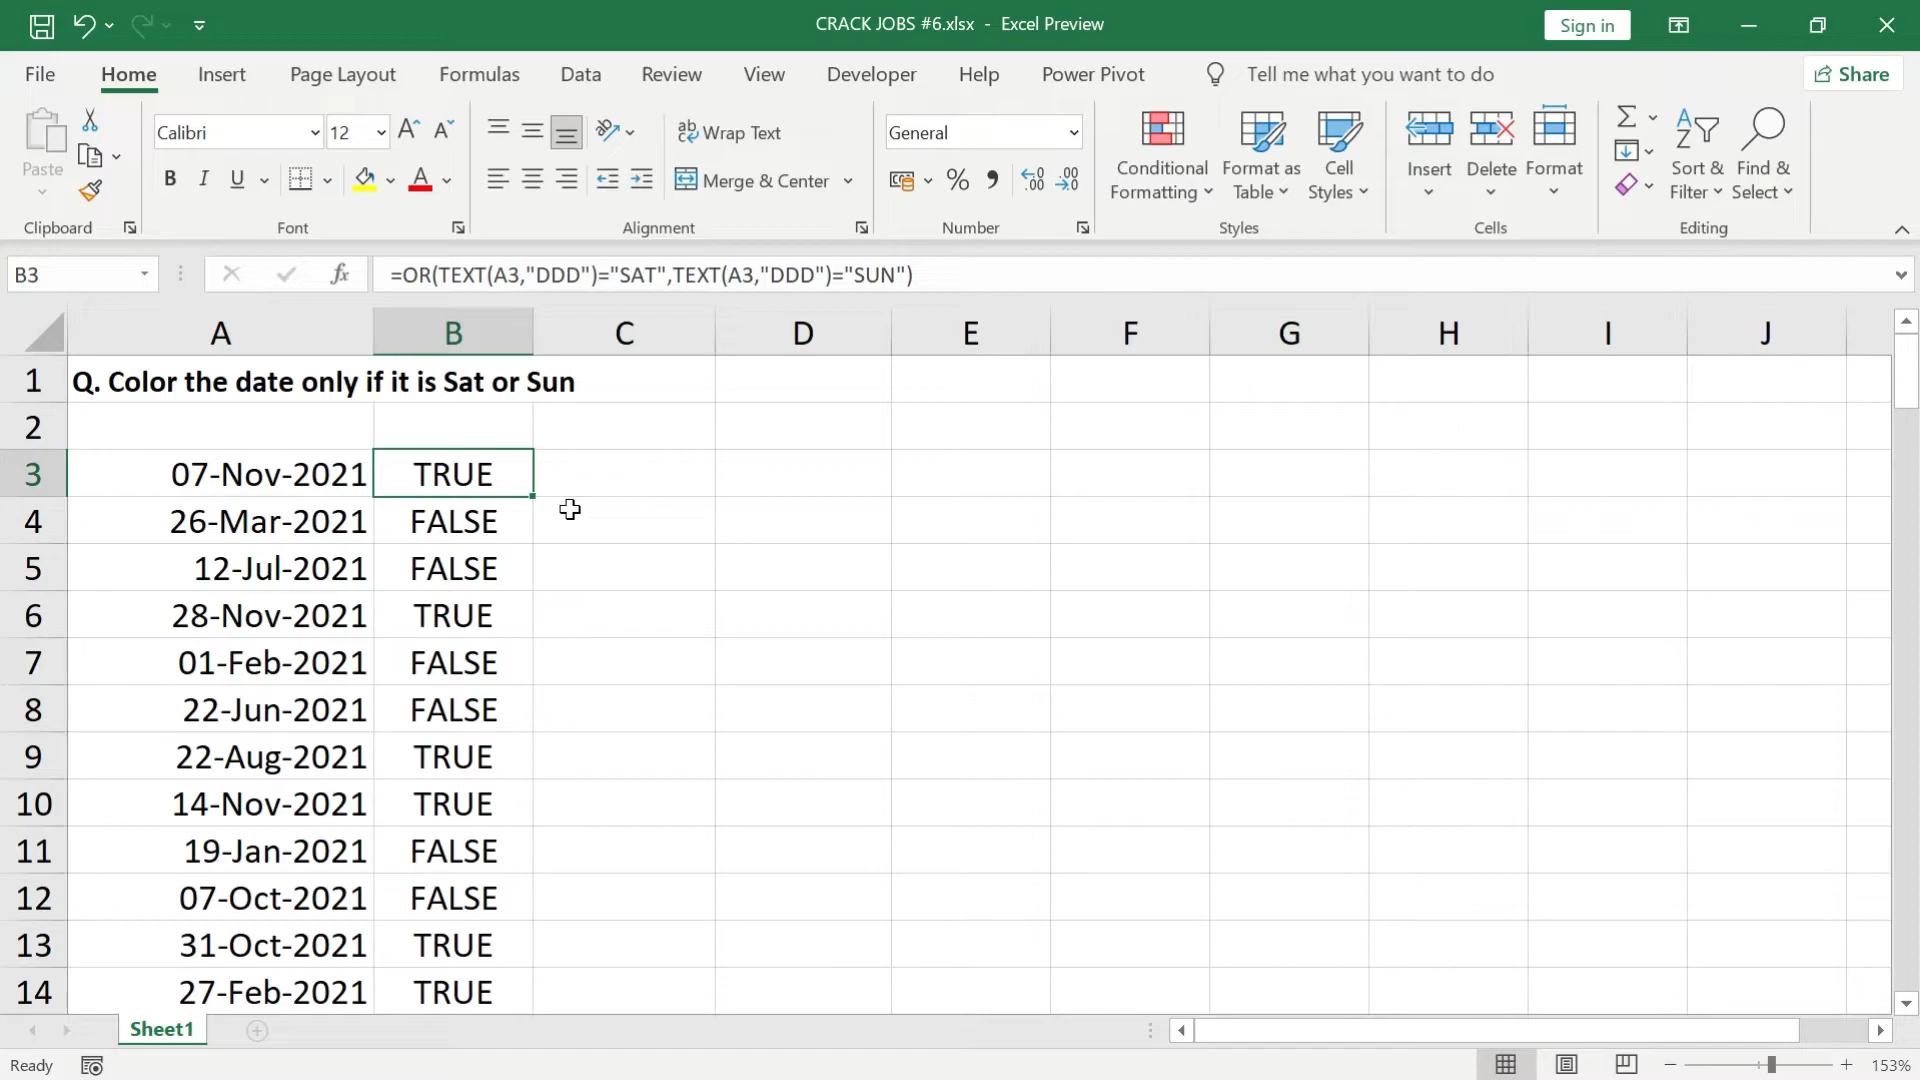 CRACK JOBS #6.xlsx - Excel Preview
Sign in
File Home Insert Page Layout Formulas Data Review View Developer Help Power Pivot Tell me what you want to do Share
Paste
Calibri 12
B I U A
ab Wrap Text
Merge & Center
General
% 9
Conditional Formatting
Format as Table
Cell Styles
Insert Delete Format
Sort & Filter
Find & Select
Clipboard Font Alignment Number Styles Cells Editing
B3 fx =OR(TEXT(A3,"DDD")="SAT",TEXT(A3,"DDD")="SUN")
A B C D E F G H I J
1 Q. Color the date only if it is Sat or Sun
2
3 07-Nov-2021 TRUE
4 26-Mar-2021 FALSE
5 12-Jul-2021 FALSE
6 28-Nov-2021 TRUE
7 01-Feb-2021 FALSE
8 22-Jun-2021 FALSE
9 22-Aug-2021 TRUE
10 14-Nov-2021 TRUE
11 19-Jan-2021 FALSE
12 07-Oct-2021 FALSE
13 31-Oct-2021 TRUE
14 27-Feb-2021 TRUE
Sheet1
Ready 153%